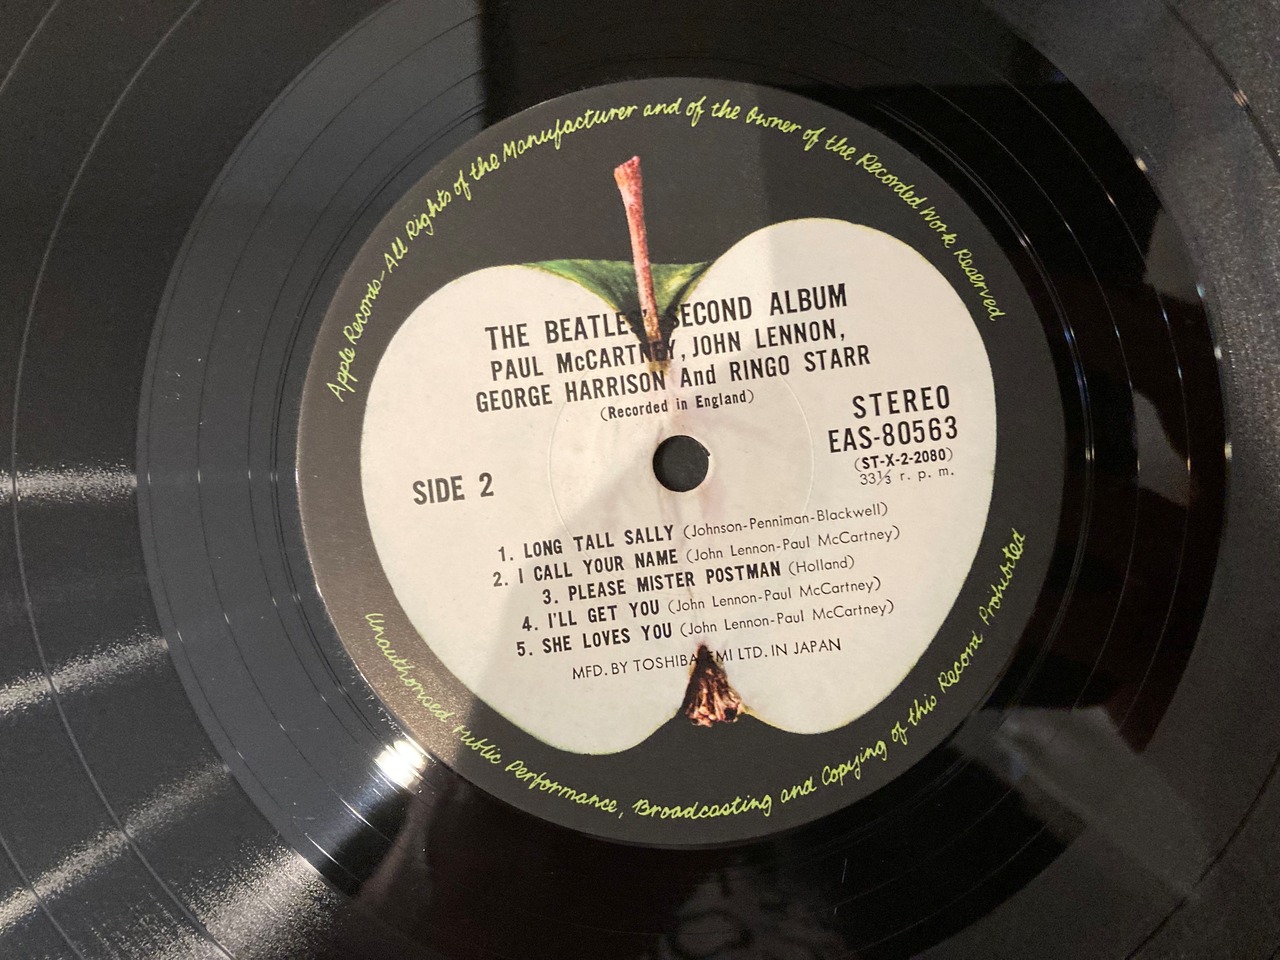 Apple Records-All Rights of the Manufacturer and of the Owner of the Recorded Work Reserved
THE BEATLES' SECOND ALBUM
PAUL McCARTNEY, JOHN LENNON,
GEORGE HARRISON And RINGO STARR
(Recorded in England)
STEREO
EAS-80563
(ST-X-2-2080)
33⅓ r. p. m.
SIDE 2
1. LONG TALL SALLY (Johnson-Penniman-Blackwell)
2. I CALL YOUR NAME (John Lennon-Paul McCartney)
3. PLEASE MISTER POSTMAN (Holland)
4. I'LL GET YOU (John Lennon-Paul McCartney)
5. SHE LOVES YOU (John Lennon-Paul McCartney)
MFD. BY TOSHIBA-EMI LTD. IN JAPAN
Unauthorised Public Performance, Broadcasting and Copying of this Record Prohibited